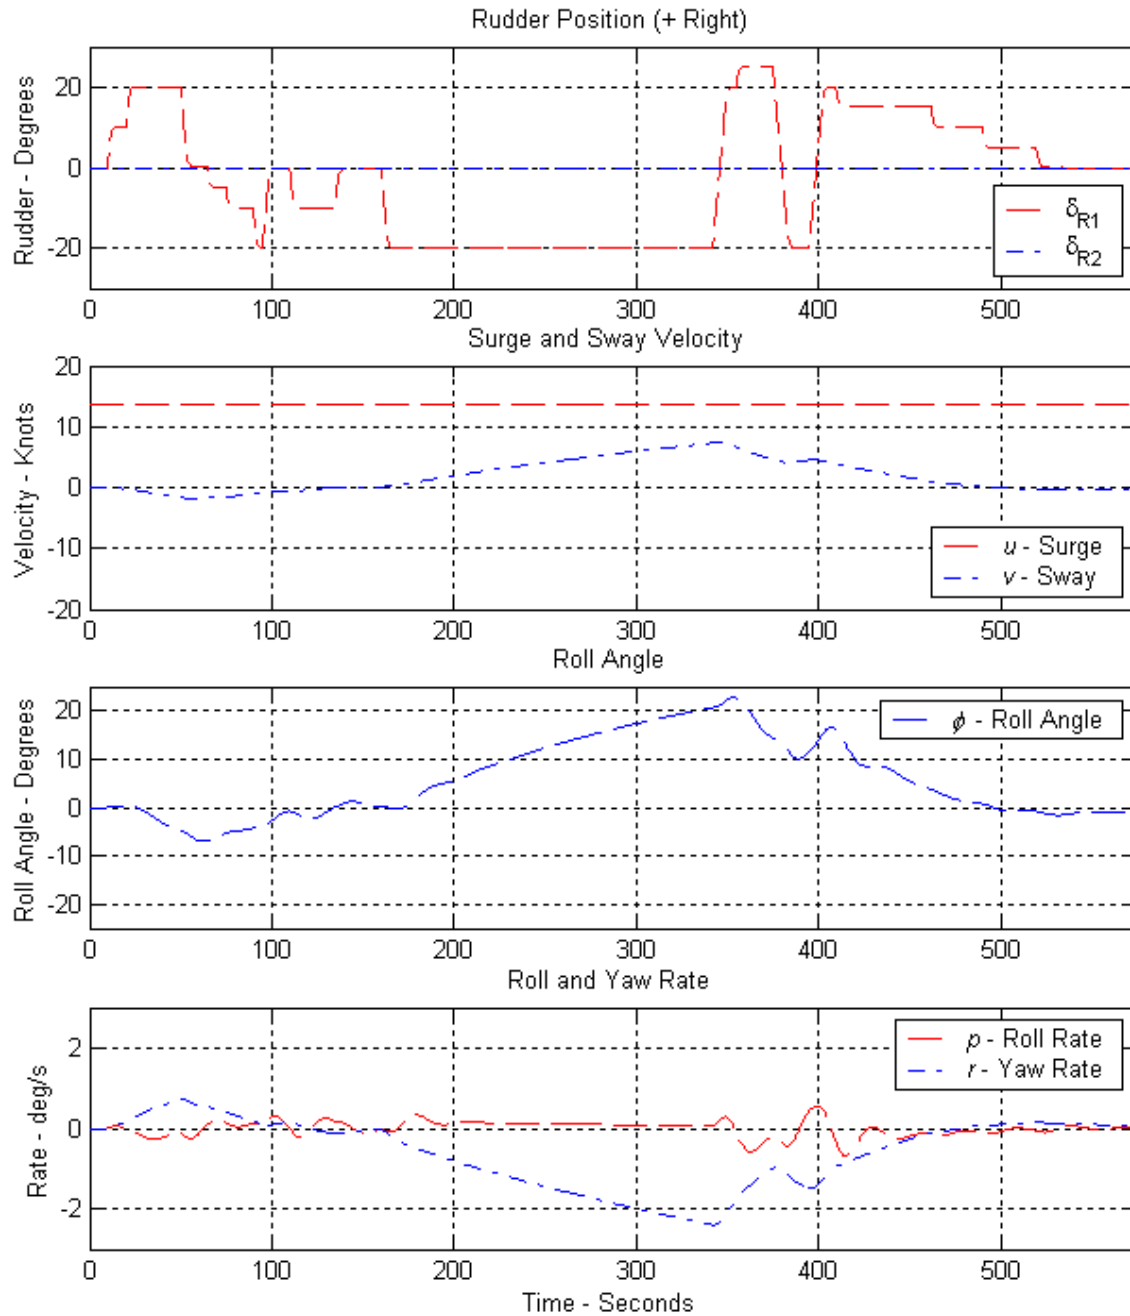 Rudder Position (+ Right)
Rudder - Degrees
20
0
-20
δR1
δR2
0 100 200 300 400 500
Surge and Sway Velocity
Velocity - Knots
20
10
0
-10
-20
u - Surge
v - Sway
0 100 200 300 400 500
Roll Angle
Roll Angle - Degrees
20
10
0
-10
-20
ϕ - Roll Angle
0 100 200 300 400 500
Roll and Yaw Rate
Rate - deg/s
2
0
-2
p - Roll Rate
r - Yaw Rate
0 100 200 300 400 500
Time - Seconds